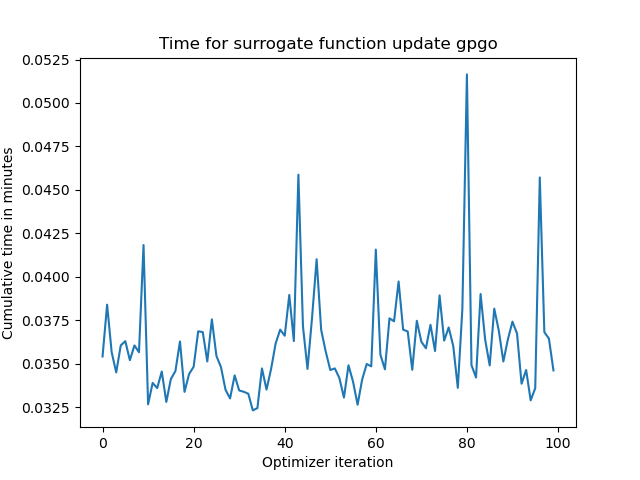 Time for surrogate function update gpgo
Cumulative time in minutes
0.0525
0.0500
0.0475
0.0450
0.0425
0.0400
0.0375
0.0350
0.0325
0 20 40 60 80 100
Optimizer iteration